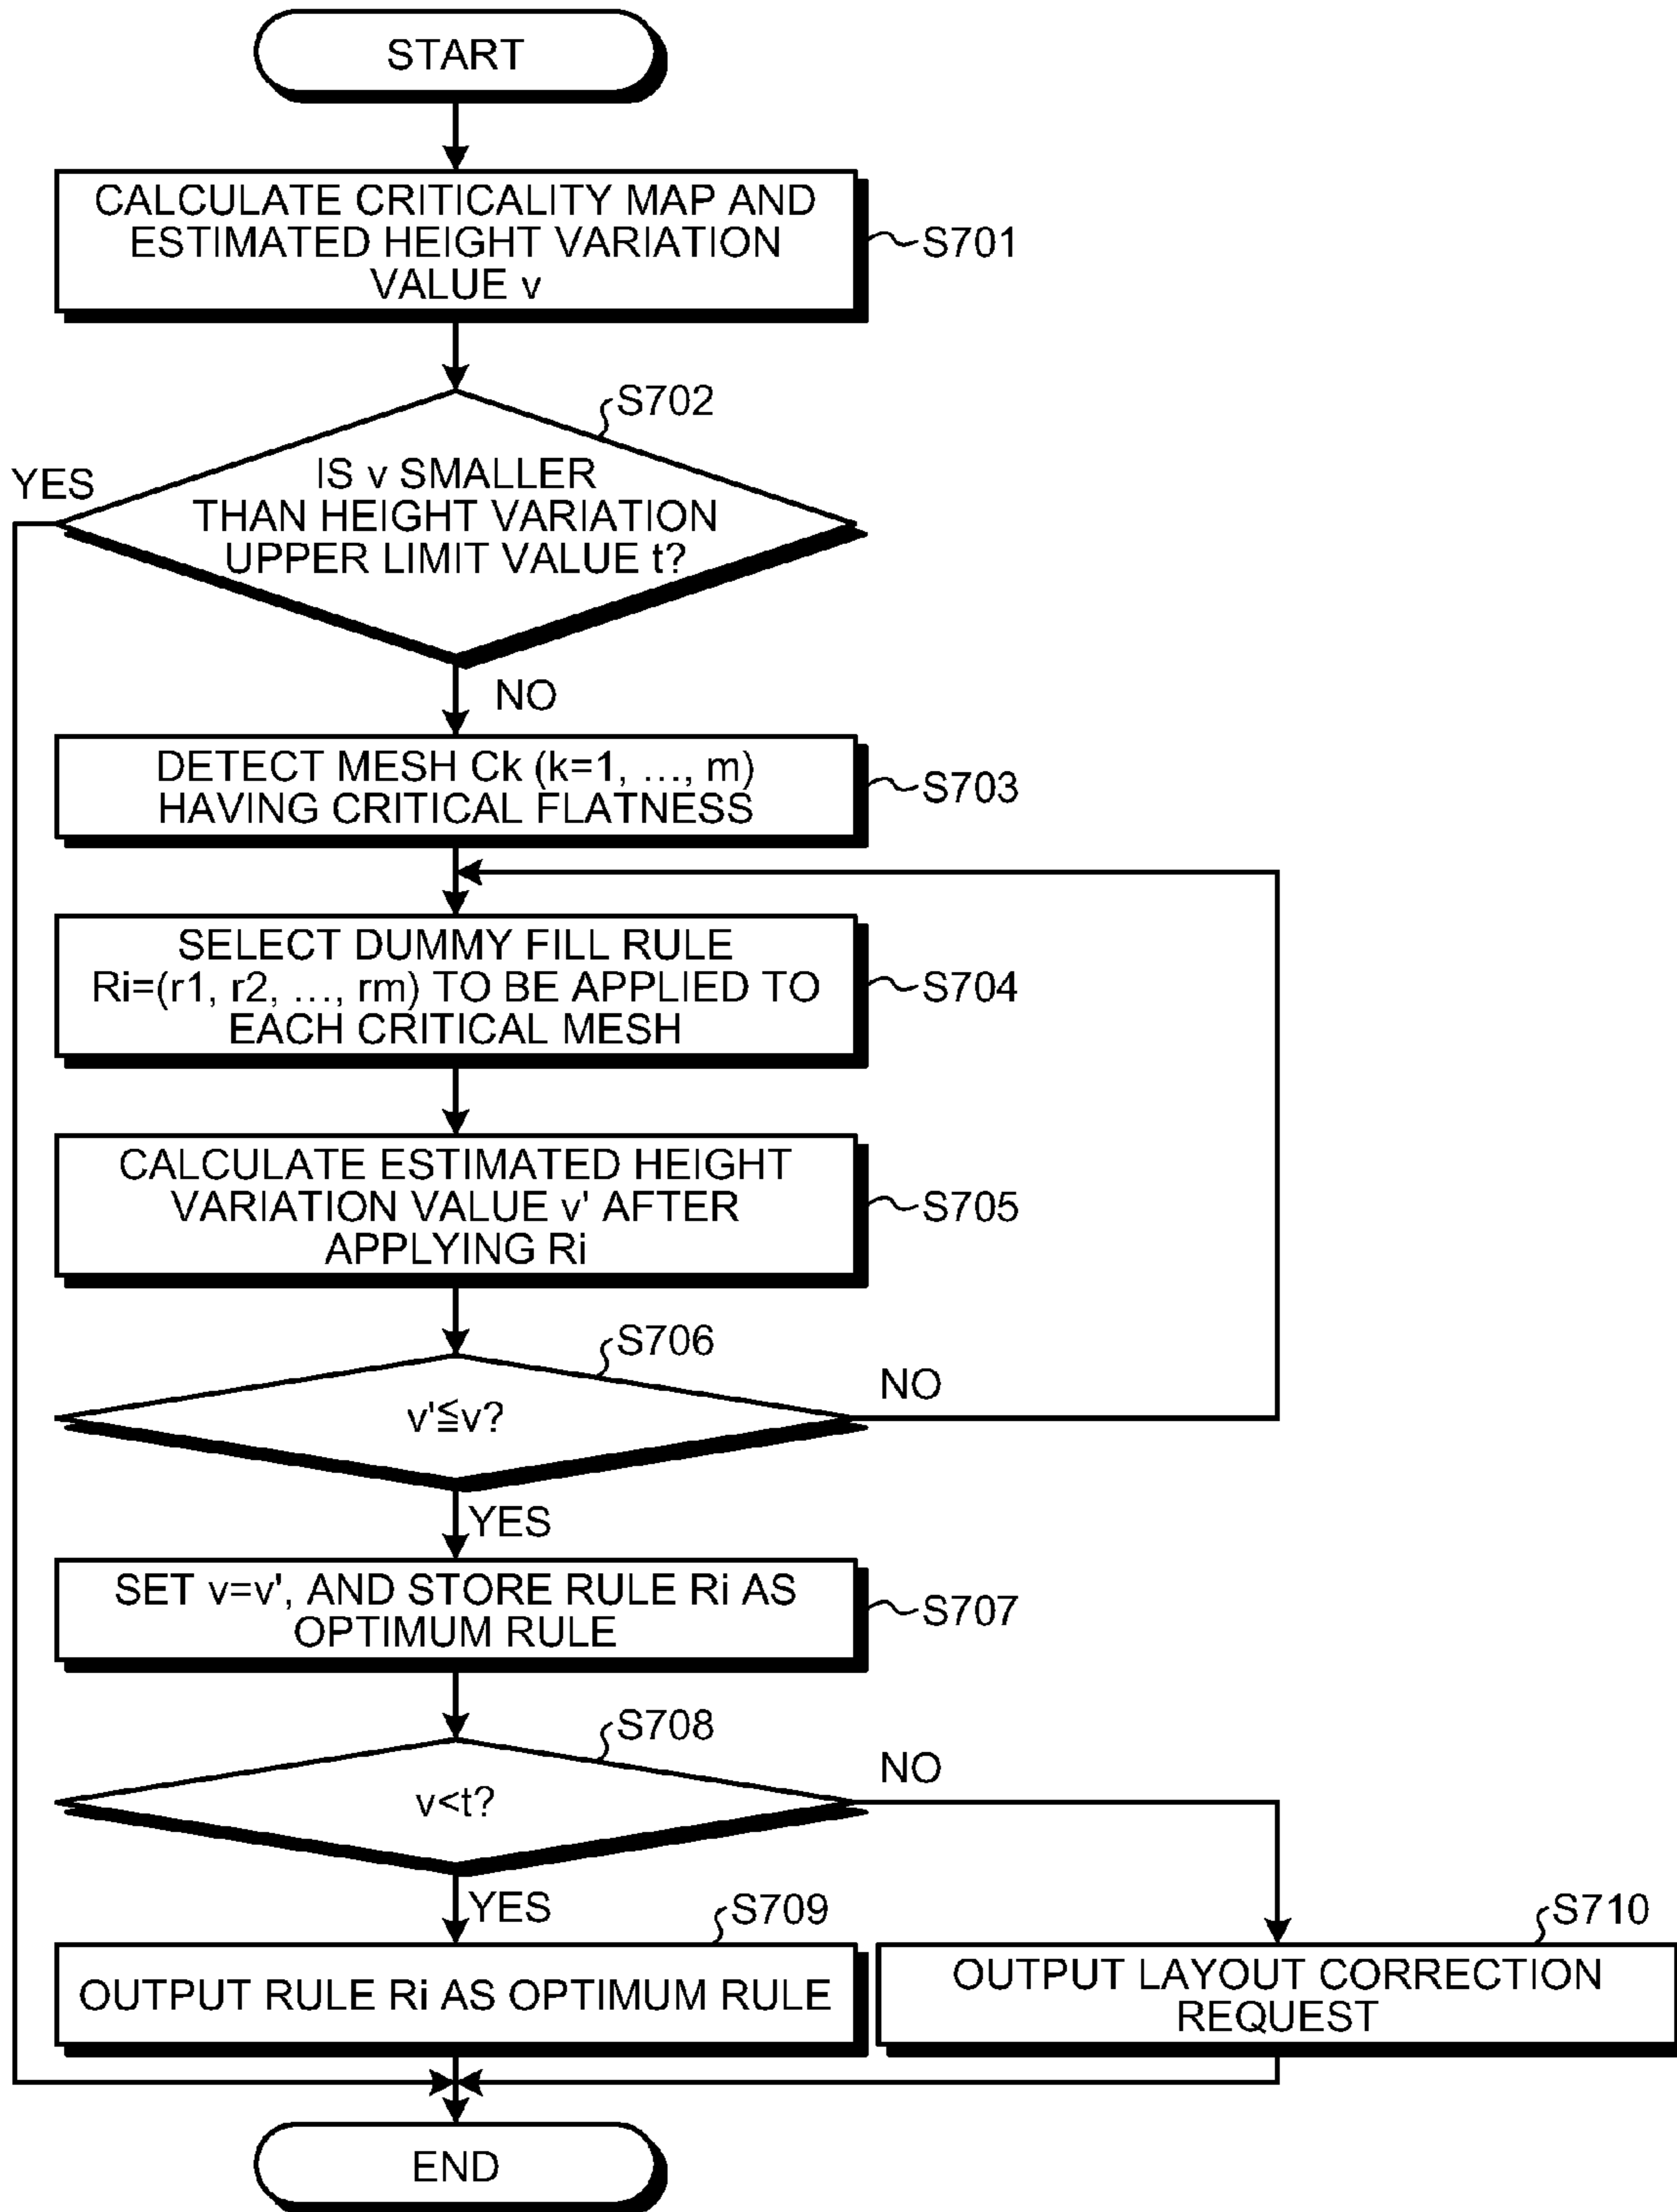 START
CALCULATE CRITICALITY MAP AND
ESTIMATED HEIGHT VARIATION
VALUE v
S701
S702
YES
IS v SMALLER
THAN HEIGHT VARIATION
UPPER LIMIT VALUE t?
NO
DETECT MESH Ck (k=1, ..., m)
HAVING CRITICAL FLATNESS
S703
SELECT DUMMY FILL RULE
Ri=(r1, r2, ..., rm) TO BE APPLIED TO
EACH CRITICAL MESH
S704
CALCULATE ESTIMATED HEIGHT
VARIATION VALUE v' AFTER
APPLYING Ri
S705
S706
NO
v'≦v?
YES
SET v=v', AND STORE RULE Ri AS
OPTIMUM RULE
S707
S708
NO
v<t?
YES
S709
S710
OUTPUT RULE Ri AS OPTIMUM RULE
OUTPUT LAYOUT CORRECTION
REQUEST
END